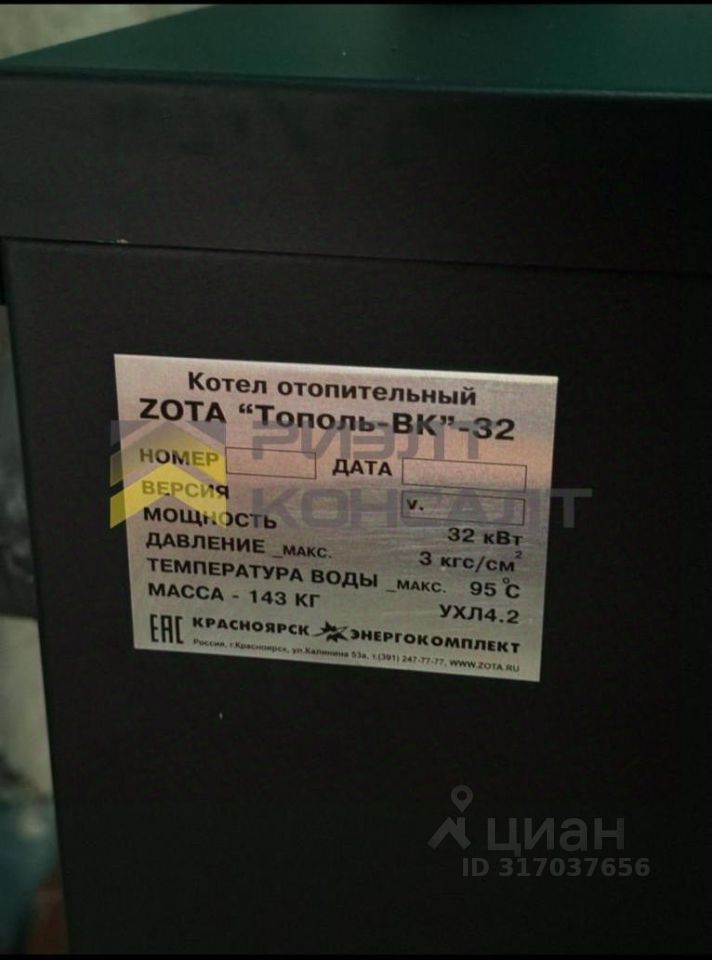 Котел отопительный
ZOTA “Тополь-ВК”-32
НОМЕР ДАТА
ВЕРСИЯ v.
МОЩНОСТЬ 32 кВт
ДАВЛЕНИЕ _МАКС. 3 кгс/см²
ТЕМПЕРАТУРА ВОДЫ _МАКС. 95°С
МАССА - 143 КГ УХЛ4.2
EAC КРАСНОЯРСК ЭНЕРГОКОМПЛЕКТ
Россия, г.Красноярск, ул.Калинина 53а, т.(391) 247-77-77, WWW.ZOTA.RU
РИЭЛТ
КОНСАЛТ
циан
ID 317037656